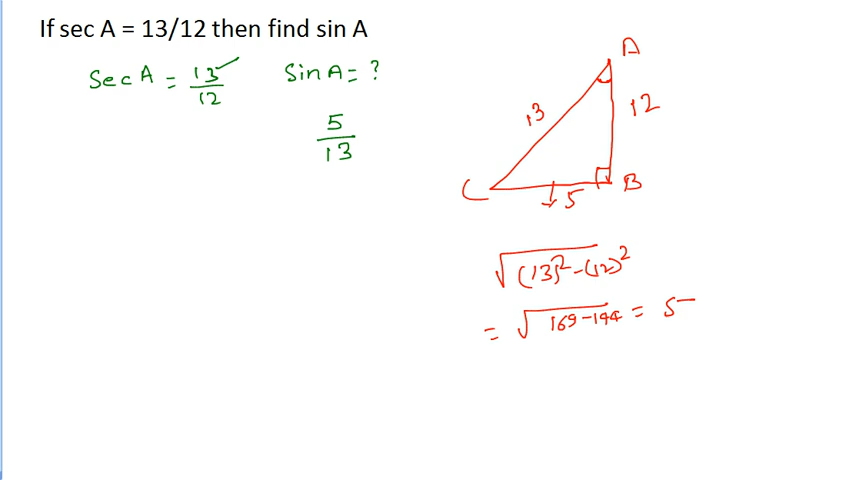 If sec A = 13/12 then find sin A
Sec A = 13/12 Sin A = ?
5/13
A
13
12
C
B
5
√(13)² - (12)²
= √169 - 144 = 5